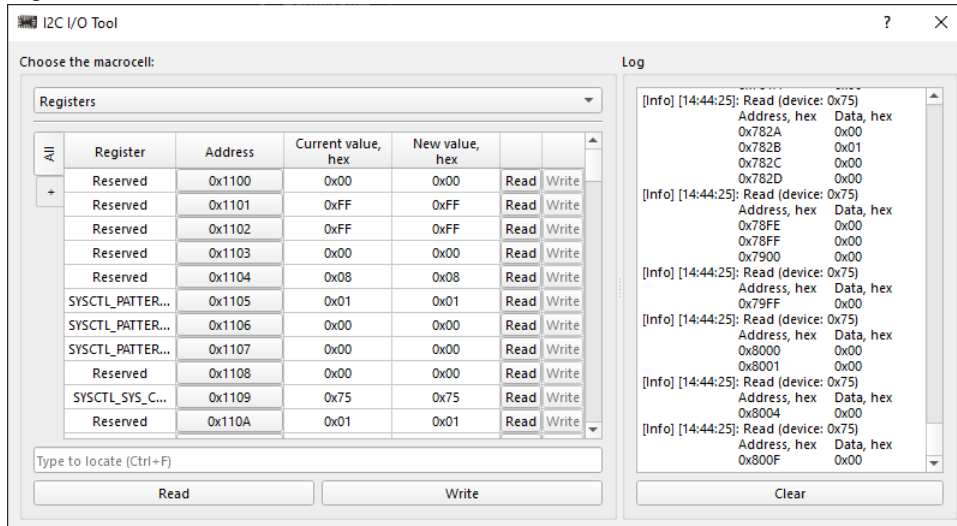 I2C I/O Tool ? ×
Choose the macrocell:
Registers
All
+
Register Address Current value, hex New value, hex
Reserved 0x1100 0x00 0x00 Read Write
Reserved 0x1101 0xFF 0xFF Read Write
Reserved 0x1102 0xFF 0xFF Read Write
Reserved 0x1103 0x00 0x00 Read Write
Reserved 0x1104 0x08 0x08 Read Write
SYSCTL_PATTER... 0x1105 0x01 0x01 Read Write
SYSCTL_PATTER... 0x1106 0x00 0x00 Read Write
SYSCTL_PATTER... 0x1107 0x00 0x00 Read Write
Reserved 0x1108 0x00 0x00 Read Write
SYSCTL_SYS_C... 0x1109 0x75 0x75 Read Write
Reserved 0x110A 0x01 0x01 Read Write
Type to locate (Ctrl+F)
Read Write
Log
[Info] [14:44:25]: Read (device: 0x75)
Address, hex Data, hex
0x782A 0x00
0x782B 0x01
0x782C 0x00
0x782D 0x00
[Info] [14:44:25]: Read (device: 0x75)
Address, hex Data, hex
0x78FE 0x00
0x78FF 0x00
0x7900 0x00
[Info] [14:44:25]: Read (device: 0x75)
Address, hex Data, hex
0x79FF 0x00
[Info] [14:44:25]: Read (device: 0x75)
Address, hex Data, hex
0x8000 0x00
0x8001 0x00
[Info] [14:44:25]: Read (device: 0x75)
Address, hex Data, hex
0x8004 0x00
[Info] [14:44:25]: Read (device: 0x75)
Address, hex Data, hex
0x800F 0x00
Clear